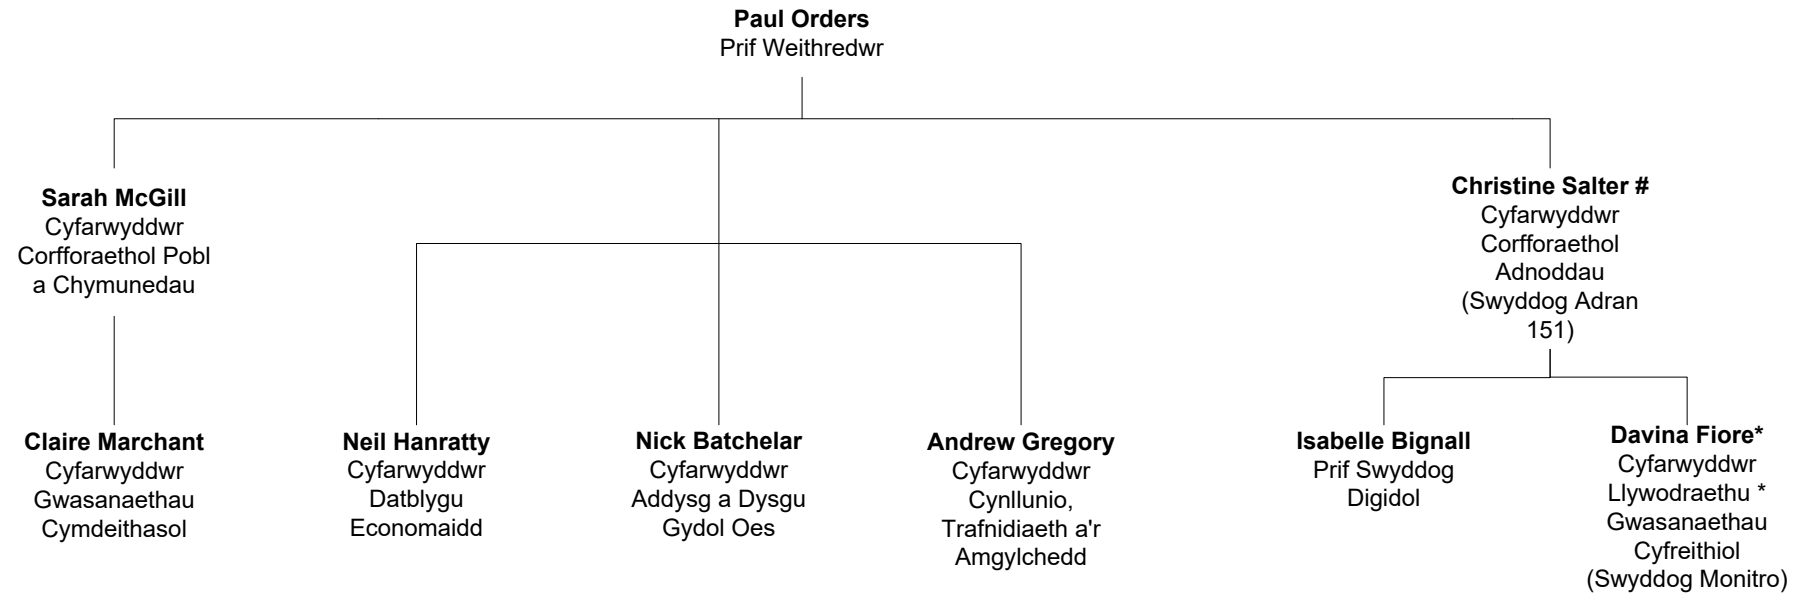 Paul Orders
Prif Weithredwr
Sarah McGill
Cyfarwyddwr
Corfforaethol Pobl
a Chymunedau
Christine Salter #
Cyfarwyddwr
Corfforaethol
Adnoddau
(Swyddog Adran
151)
Claire Marchant
Cyfarwyddwr
Gwasanaethau
Cymdeithasol
Neil Hanratty
Cyfarwyddwr
Datblygu
Economaidd
Nick Batchelar
Cyfarwyddwr
Addysg a Dysgu
Gydol Oes
Andrew Gregory
Cyfarwyddwr
Cynllunio,
Trafnidiaeth a'r
Amgylchedd
Isabelle Bignall
Prif Swyddog
Digidol
Davina Fiore*
Cyfarwyddwr
Llywodraethu *
Gwasanaethau
Cyfreithiol
(Swyddog Monitro)